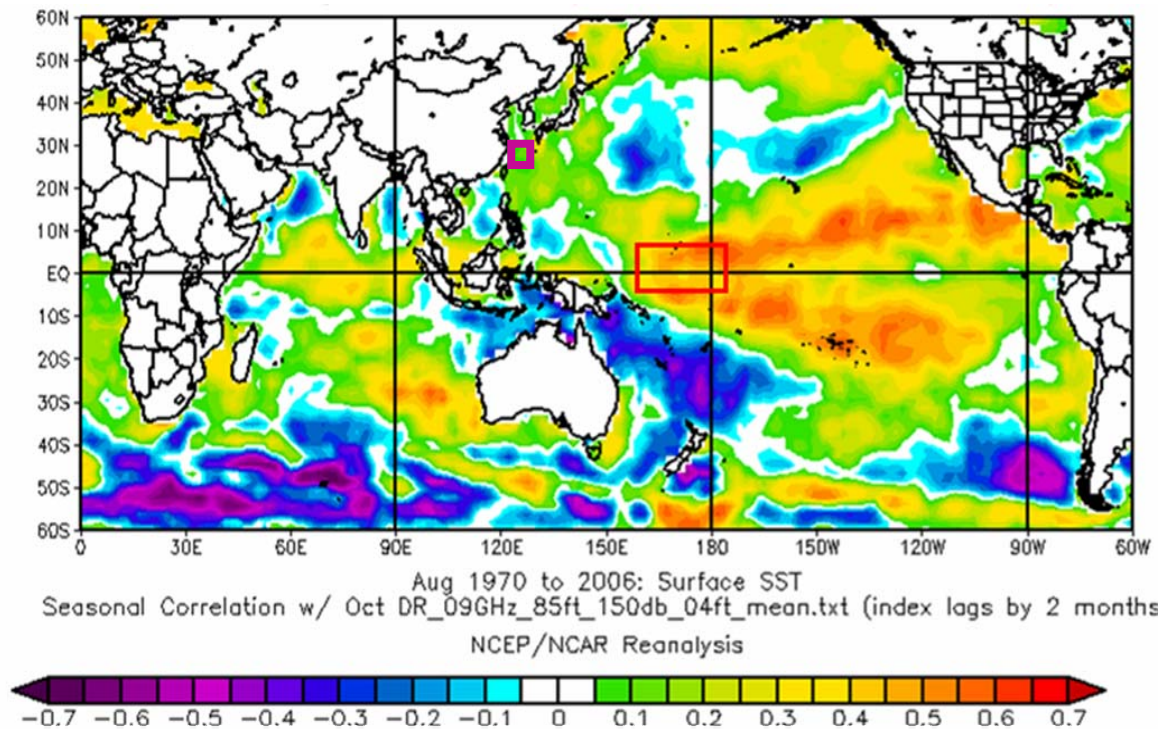 60N
50N
40N
30N
20N
10N
EQ
10S
20S
30S
40S
50S
60S
0 30E 60E 90E 120E 150E 180 150W 120W 90W 60W
Aug 1970 to 2006: Surface SST
Seasonal Correlation w/ Oct DR_09GHz_85ft_150db_04ft_mean.txt (index lags by 2 months
NCEP/NCAR Reanalysis
-0.7 -0.6 -0.5 -0.4 -0.3 -0.2 -0.1 0 0.1 0.2 0.3 0.4 0.5 0.6 0.7